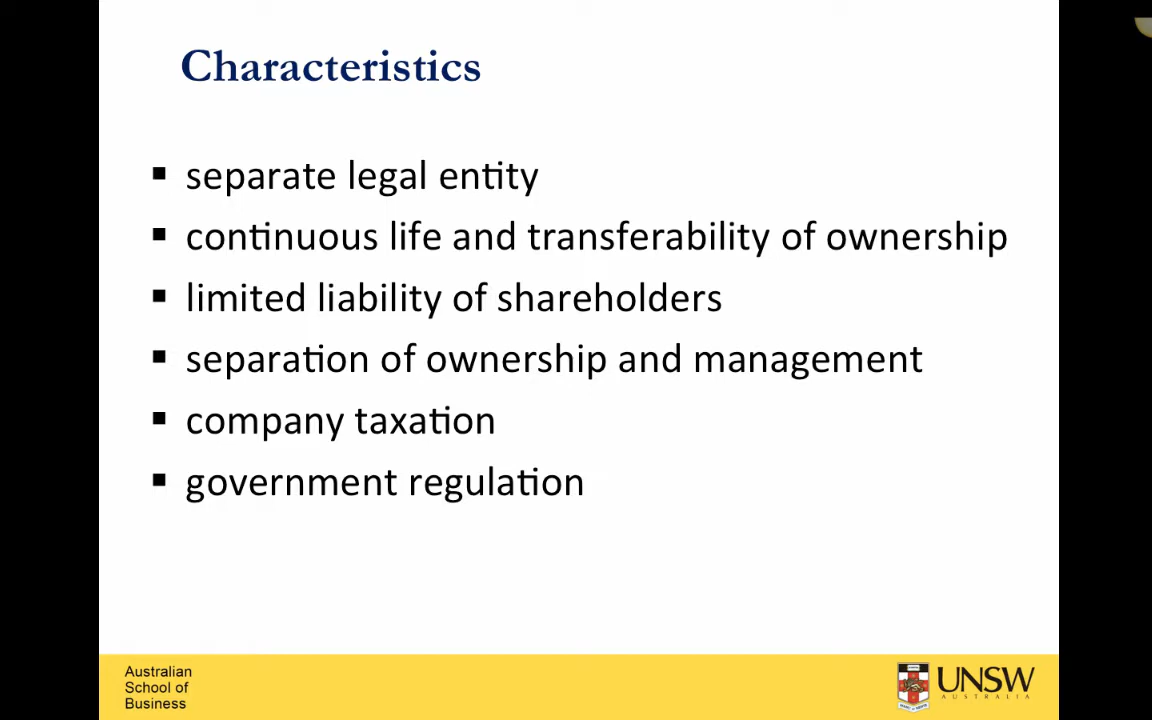 Characteristics
▪ separate legal entity
▪ continuous life and transferability of ownership
▪ limited liability of shareholders
▪ separation of ownership and management
▪ company taxation
▪ government regulation
Australian
School of
Business
UNSW
AUSTRALIA